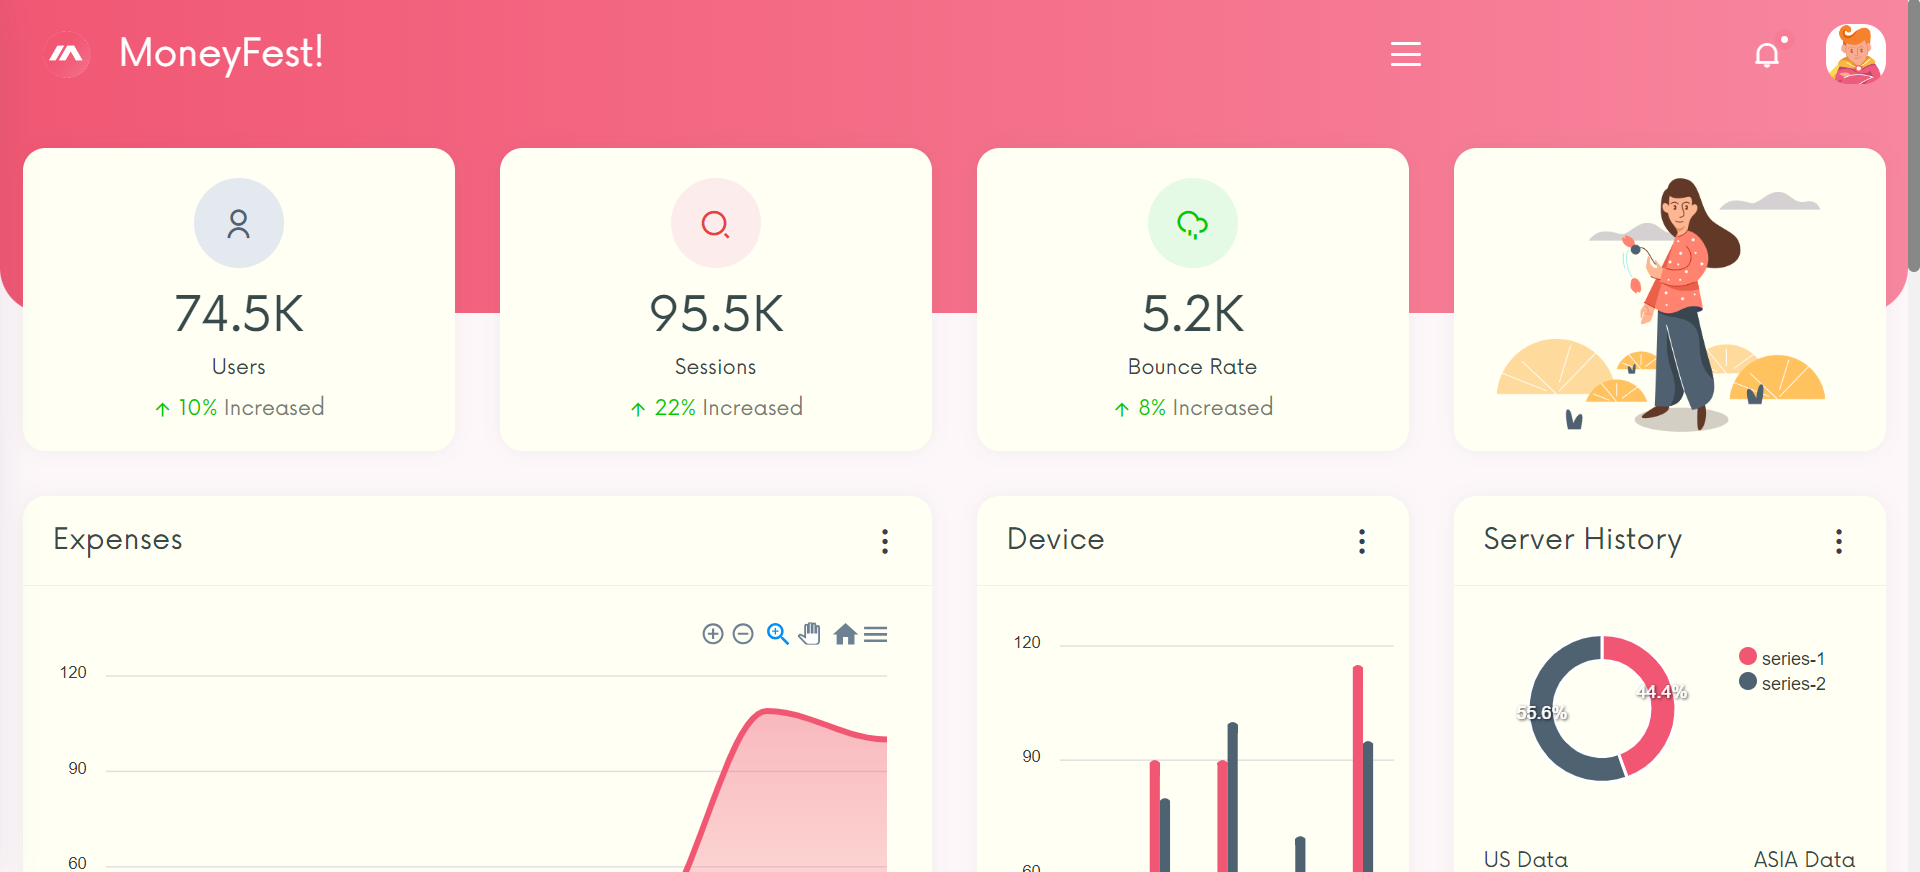 MoneyFest!
74.5K
Users
10% Increased
95.5K
Sessions
22% Increased
5.2K
Bounce Rate
8% Increased
Expenses
120
90
60
Device
120
90
60
Server History
44.4%
55.6%
series-1
series-2
US Data
ASIA Data